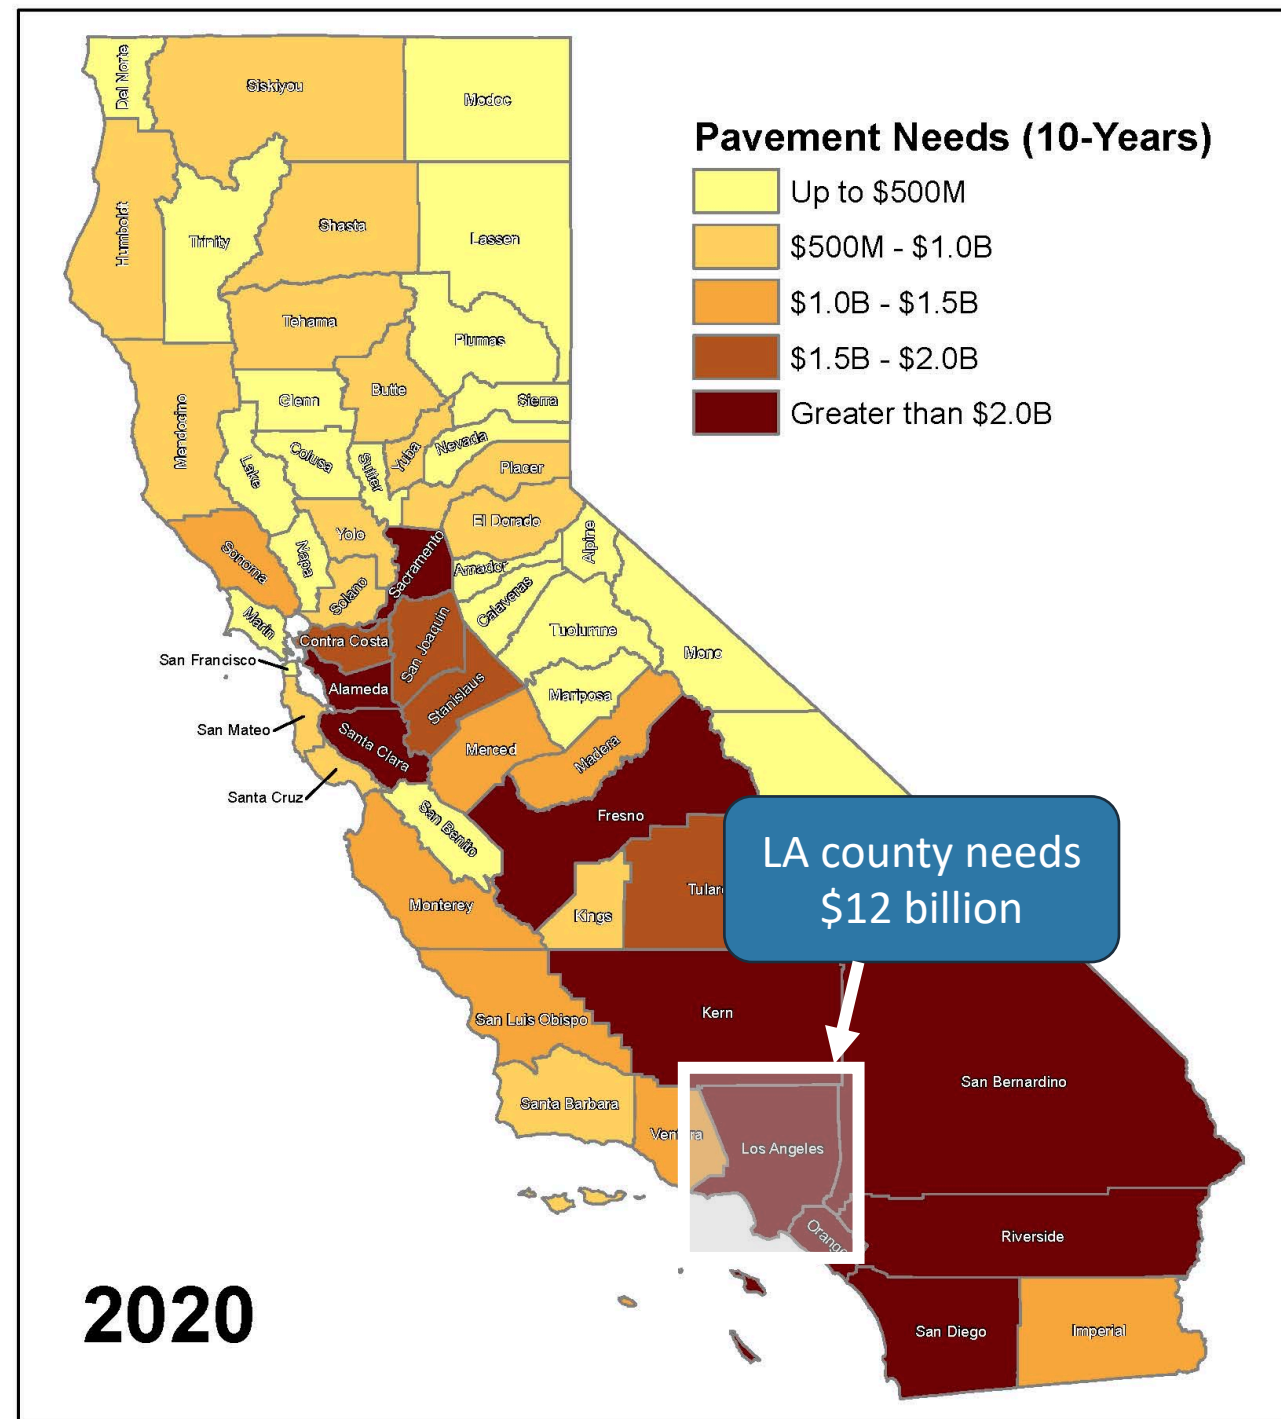 Del Norte
Siskiyou
Modoc
Pavement Needs (10-Years)
Up to $500M
$500M - $1.0B
$1.0B - $1.5B
$1.5B - $2.0B
Greater than $2.0B
Humboldt
Trinity
Shasta
Lassen
Tehama
Plumas
Mendocino
Glenn
Butte
Sierra
Lake
Colusa
Sutter
Yuba
Nevada
Placer
El Dorado
Sonoma
Napa
Yolo
Solano
Sacramento
Amador
Alpine
Calaveras
Marin
Contra Costa
San Joaquin
Tuolumne
Mono
San Francisco
Alameda
Stanislaus
Mariposa
San Mateo
Santa Clara
Merced
Madera
Santa Cruz
San Benito
Fresno
LA county needs
$12 billion
Monterey
Kings
Tular
San Luis Obispo
Kern
San Bernardino
Santa Barbara
Ventura
Los Angeles
Orange
Riverside
2020
San Diego
Imperial